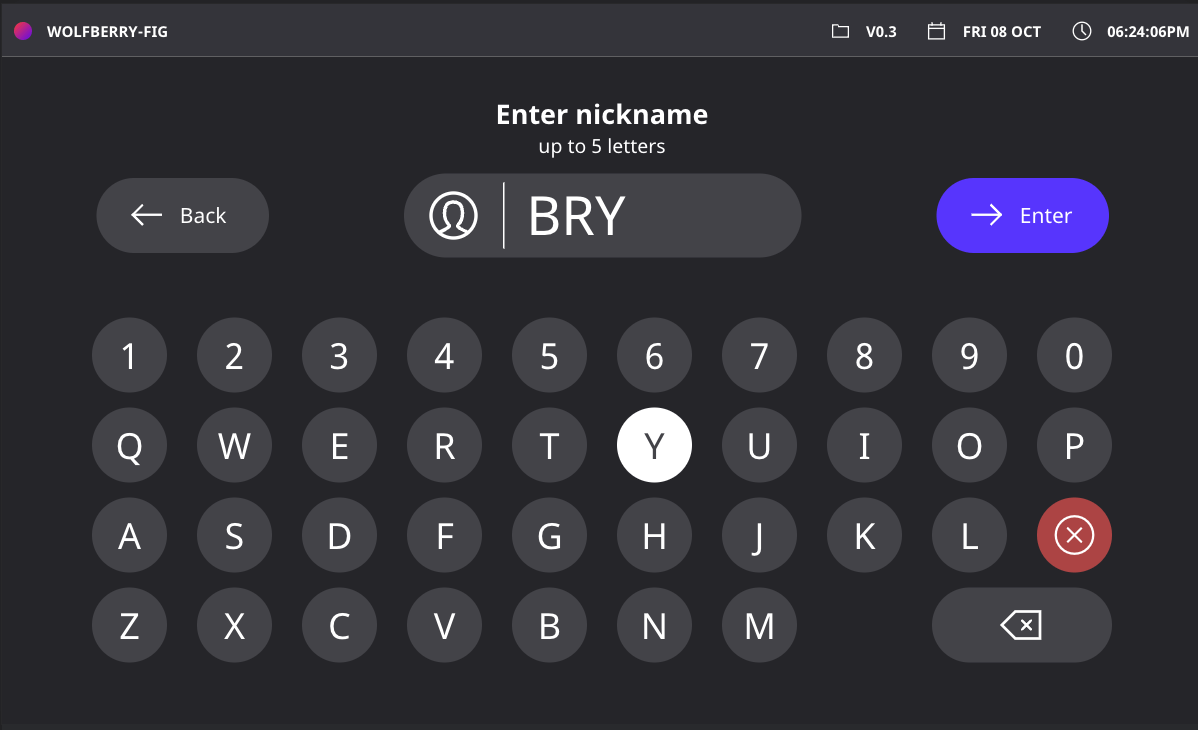 WOLFBERRY-FIG V0.3 FRI 08 OCT 06:24:06PM
Enter nickname
up to 5 letters
Back BRY Enter
1 2 3 4 5 6 7 8 9 0
Q W E R T Y U I O P
A S D F G H J K L
Z X C V B N M